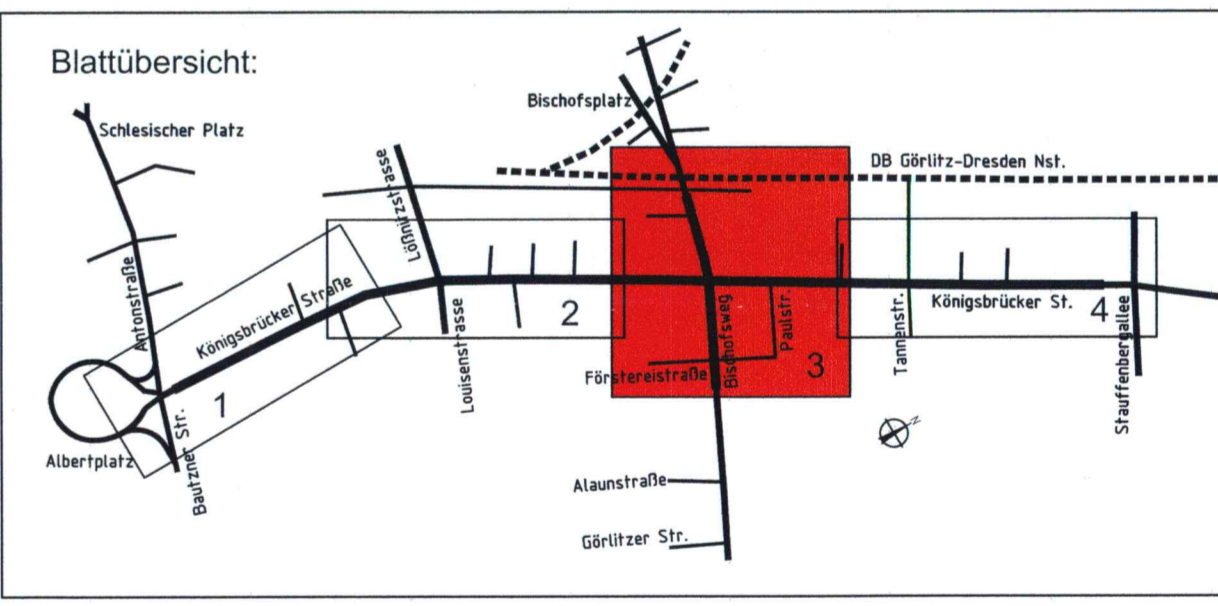 Blattübersicht:
Schlesischer Platz
Bischofsplatz
DB Görlitz-Dresden Nst.
Lößnitzstrasse
Antonstraße
Königsbrücker Straße
2
Louisenstrasse
Bischofsweg
Paulstr.
3
Förstereistraße
Tannenstr.
Königsbrücker St.
4
Stauffenbergallee
1
Albertplatz
Bautzner Str.
N
Alaunstraße
Görlitzer Str.